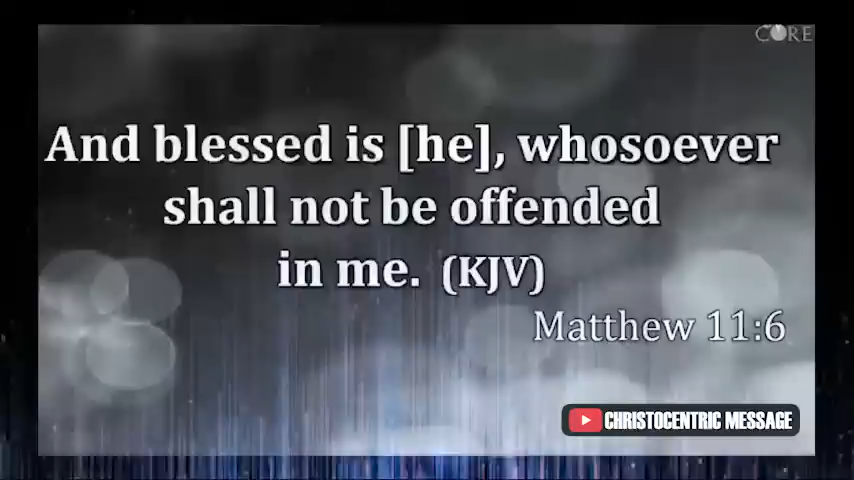 CORE
And blessed is [he], whosoever
shall not be offended
in me. (KJV)
Matthew 11:6
CHRISTOCENTRIC MESSAGE